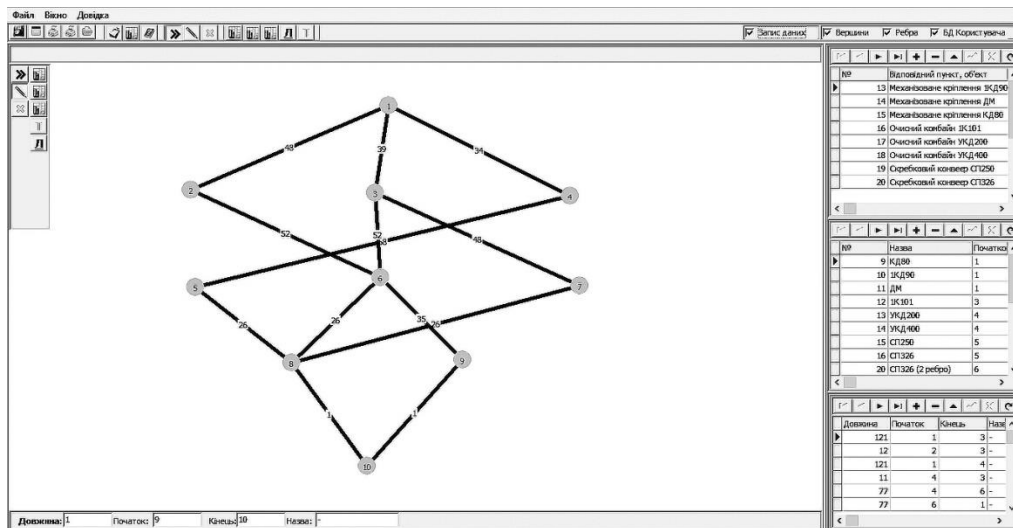 Файл Вікно Довідка
Запис даних Вершини Ребра БД Користувача
1
48 39 34
2 3 4
52 52 68 48
5 6 7
26 26 35 26
8 9
1 1
10
Довжина: 1 Початок: 9 Кінець: 10 Назва: -
№ Відповідний пункт, об'єкт
13 Механізоване кріплення 1КД90
14 Механізоване кріплення ДМ
15 Механізоване кріплення КД80
16 Очисний комбайн 1К101
17 Очисний комбайн УКД200
18 Очисний комбайн УКД400
19 Скребковий конвеер СП250
20 Скребковий конвеер СП326
№ Назва Початко
9 КД80 1
10 1КД90 1
11 ДМ 1
12 1К101 3
13 УКД200 4
14 УКД400 4
15 СП250 5
16 СП326 5
20 СП326 (2 ребро) 6
Довжина Початок Кінець Назв
121 1 3 -
12 2 3 -
121 1 4 -
11 4 3 -
77 4 6 -
77 6 1 -